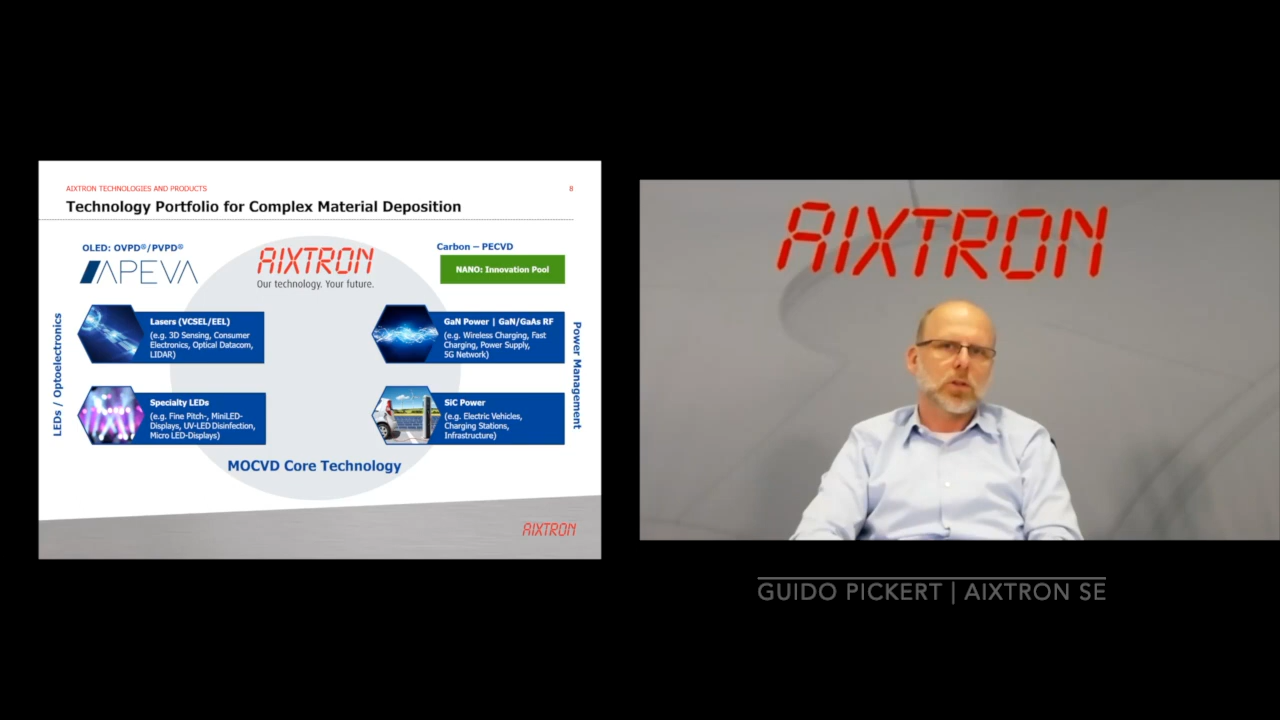 AIXTRON TECHNOLOGIES AND PRODUCTS
8
Technology Portfolio for Complex Material Deposition
OLED: OVPD®/PVPD®
APEVA
AIXTRON
Our technology. Your future.
Carbon – PECVD
NANO: Innovation Pool
LEDs / Optoelectronics
Lasers (VCSEL/EEL)
(e.g. 3D Sensing, Consumer
Electronics, Optical Datacom,
LIDAR)
Specialty LEDs
(e.g. Fine Pitch-, MiniLED-
Displays, UV-LED Disinfection,
Micro LED-Displays)
GaN Power | GaN/GaAs RF
(e.g. Wireless Charging, Fast
Charging, Power Supply,
5G Network)
SiC Power
(e.g. Electric Vehicles,
Charging Stations,
Infrastructure)
Power Management
MOCVD Core Technology
AIXTRON
AIXTRON
GUIDO PICKERT | AIXTRON SE